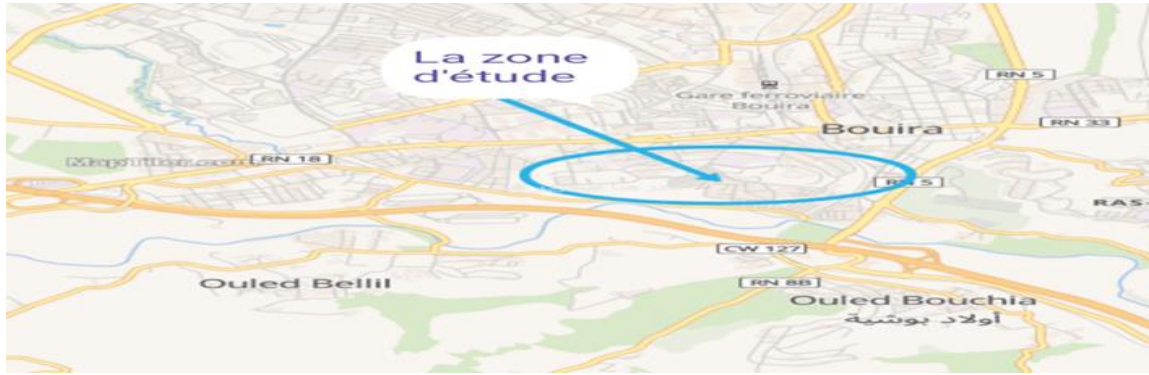 La zone
d'étude
RN 5
Gare ferroviaire
Bouira
Bouira
RN 33
MapTiler.com
RN 18
RN 5
RAS-
CW 127
Ouled Bellil
RN 8B
Ouled Bouchia
أولاد بوشية